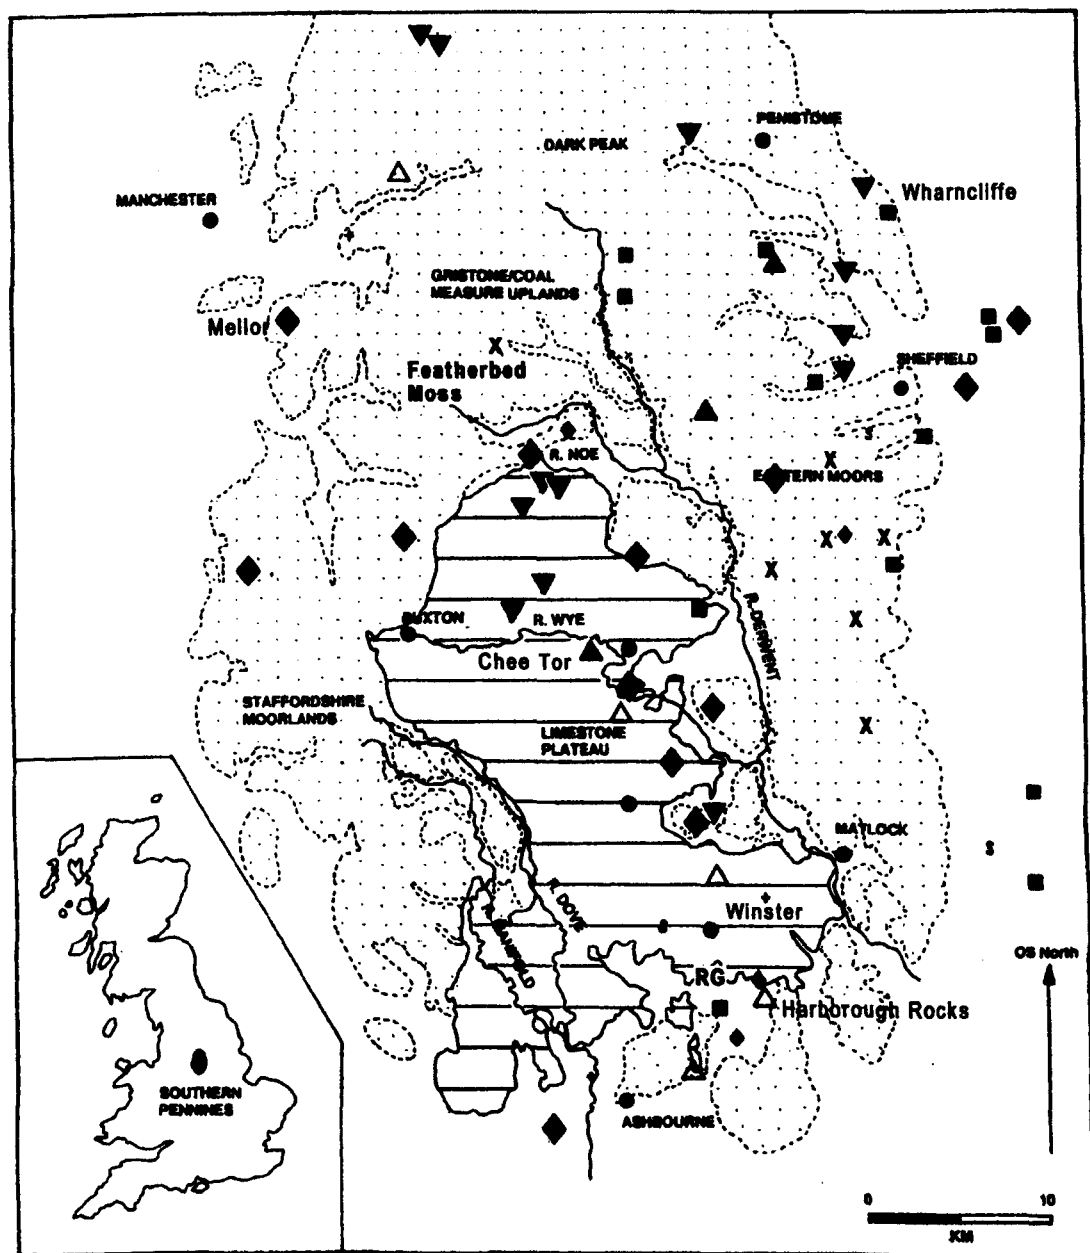 PENISTONE
DARK PEAK
Wharncliffe
MANCHESTER
GRISTONE/COAL
MEASURE UPLANDS
Mellor
X
SHEFFIELD
Featherbed
Moss
R. NOE
X
EASTERN MOORS
X
X
X
R. DERWENT
BUXTON
R. WYE
X
Chee Tor
STAFFORDSHIRE
MOORLANDS
X
LIMESTONE
PLATEAU
MATLOCK
R. DOVE
Winster
OS North
RG
Harborough Rocks
SOUTHERN
PENNINES
ASHBOURNE
0 10
KM